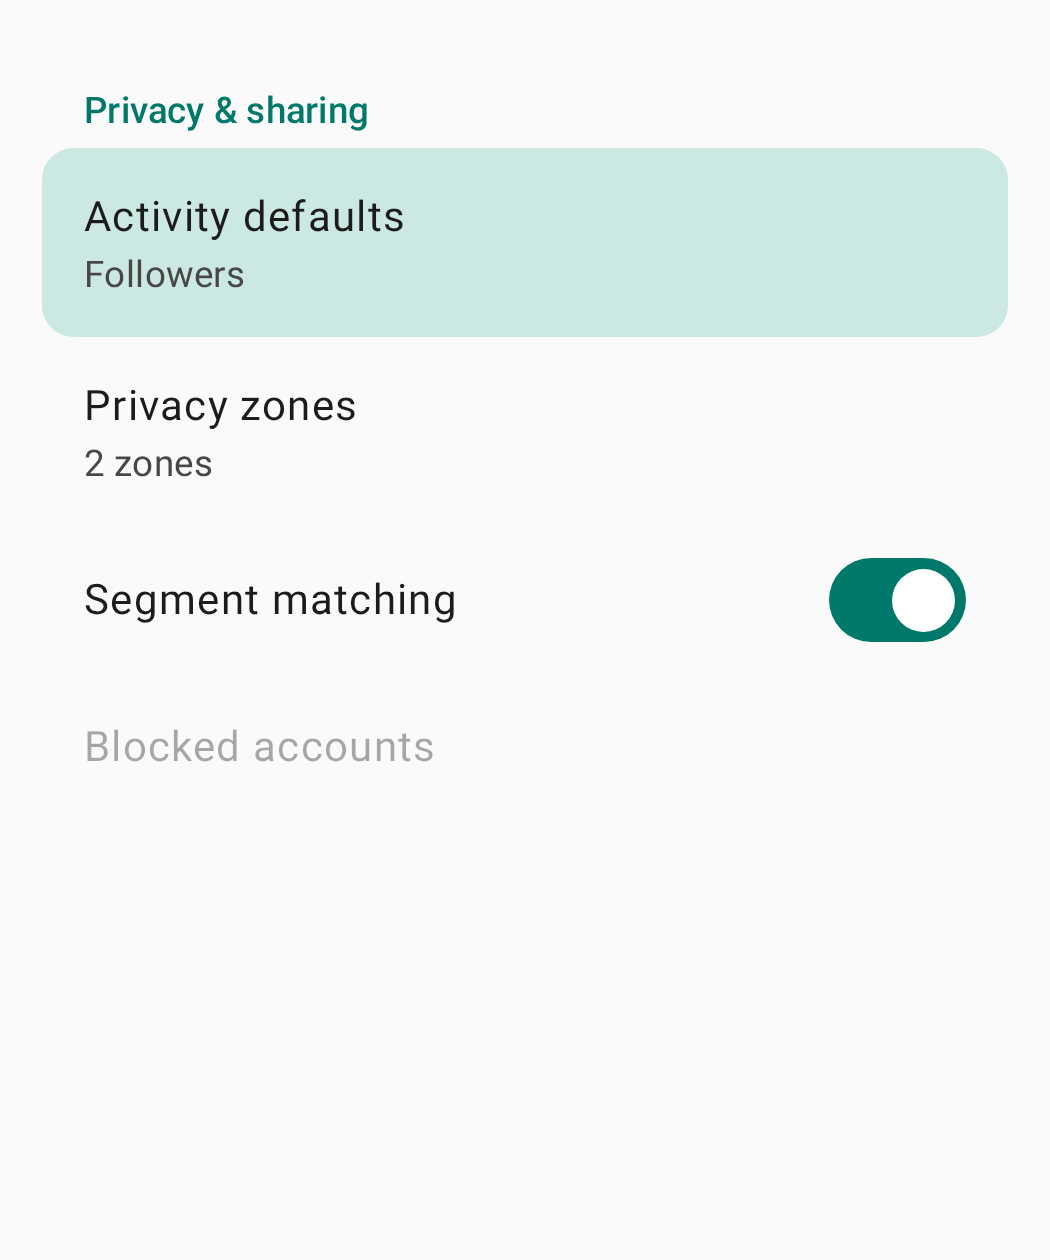 Privacy & sharing
Activity defaults
Followers
Privacy zones
2 zones
Segment matching
Blocked accounts